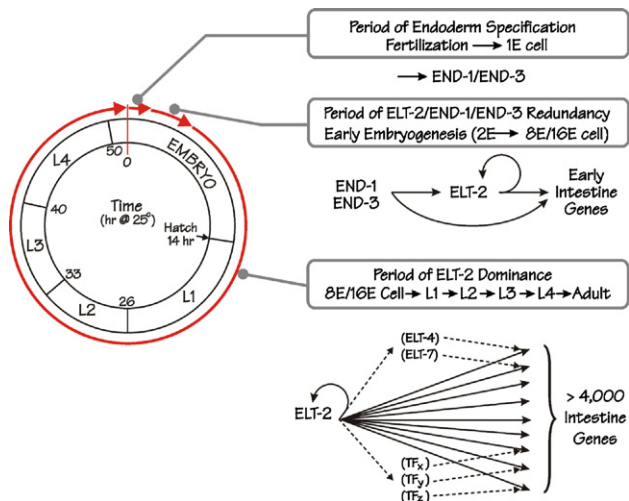 Period of Endoderm Specification
Fertilization → 1E cell
→ END-1/END-3
Period of ELT-2/END-1/END-3 Redundancy
Early Embryogenesis (2E → 8E/16E cell)
END-1
END-3
ELT-2
Early
Intestine
Genes
L4
50
0
EMBRYO
40
Time
(hr @ 25°)
Hatch
14 hr
L3
33
L2
26
L1
Period of ELT-2 Dominance
8E/16E Cell → L1 → L2 → L3 → L4 → Adult
(ELT-4)
(ELT-7)
ELT-2
> 4,000
Intestine
Genes
(TFx)
(TFy)
(TFz)